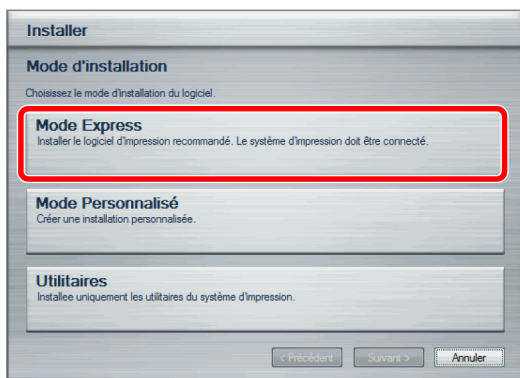 Installer
Mode d'installation
Choisissez le mode d'installation du logiciel.
Mode Express
Installer le logiciel d'impression recommandé. Le système d'impression doit être connecté.
Mode Personnalisé
Créer une installation personnalisée.
Utilitaires
Installee uniquement les utilitaires du système d'impression.
< Précédent Suivant > Annuler